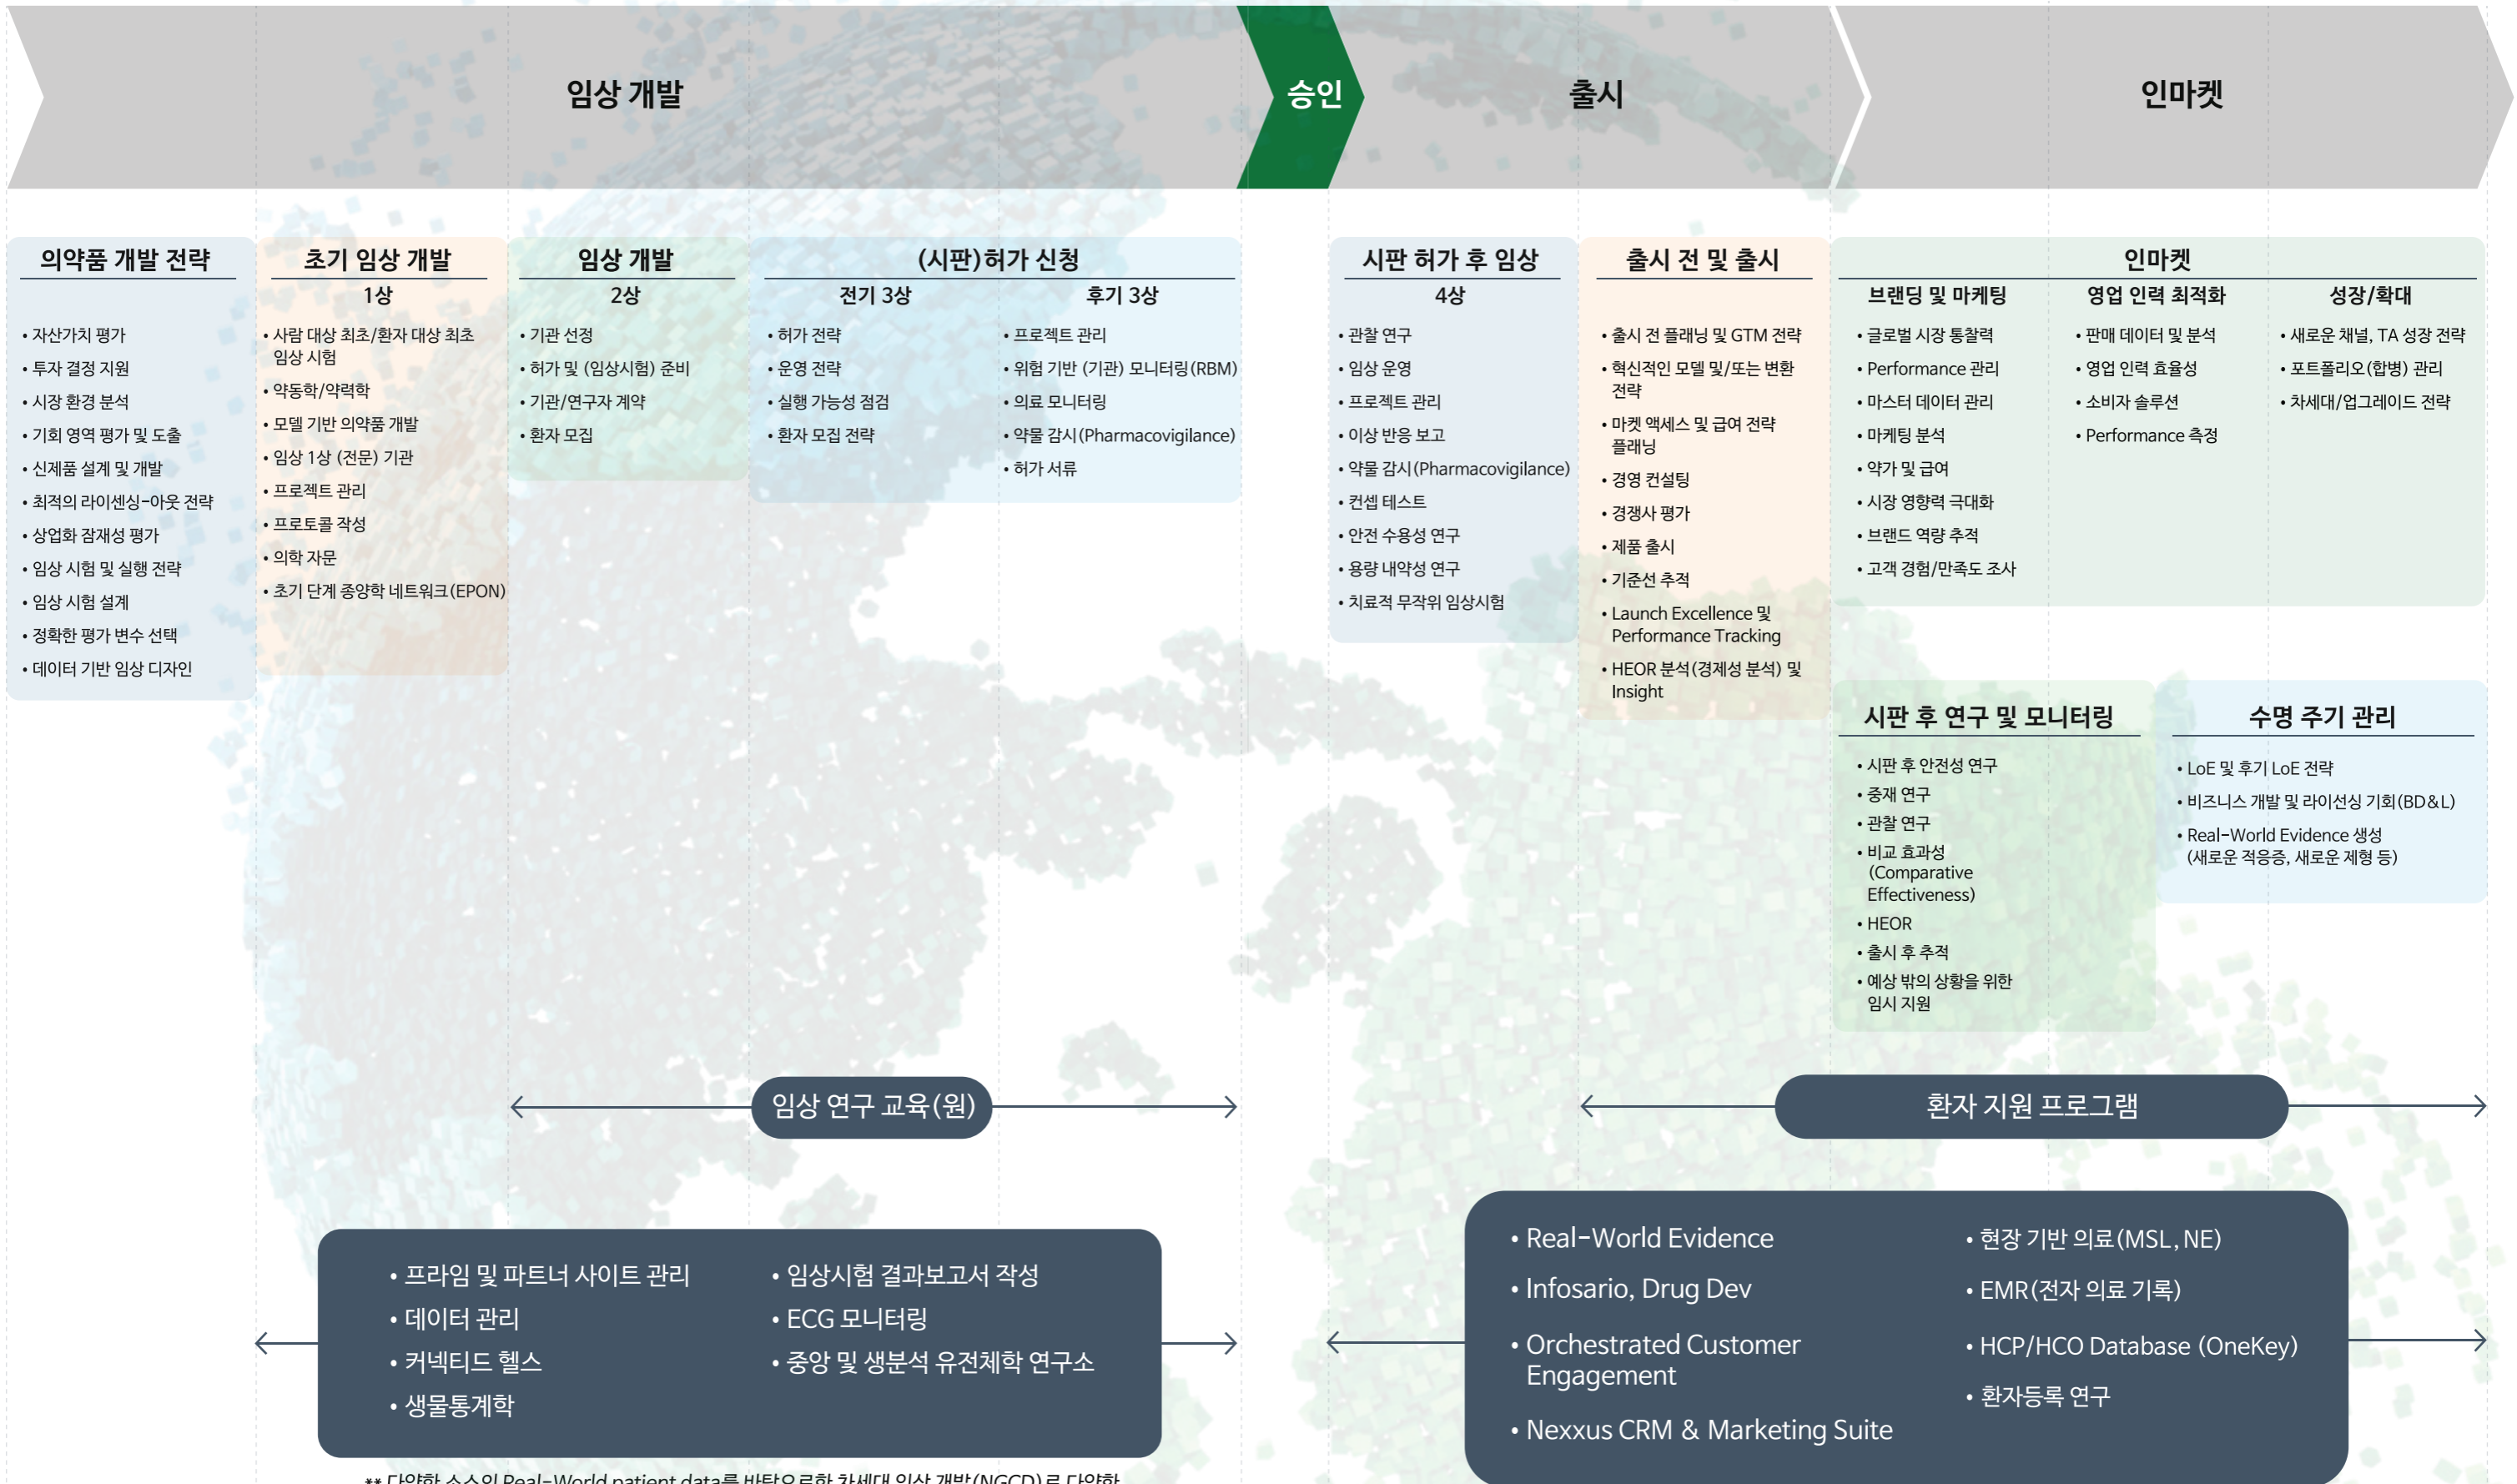 임상 개발
승인
출시
인마켓
의약품 개발 전략
• 자산가치 평가
• 투자 결정 지원
• 시장 환경 분석
• 기회 영역 평가 및 도출
• 신제품 설계 및 개발
• 최적의 라이센싱-아웃 전략
• 상업화 잠재성 평가
• 임상 시험 및 실행 전략
• 임상 시험 설계
• 정확한 평가 변수 선택
• 데이터 기반 임상 디자인
초기 임상 개발
1상
• 사람 대상 최초/환자 대상 최초
임상 시험
• 약동학/약력학
• 모델 기반 의약품 개발
• 임상 1상 (전문) 기관
• 프로젝트 관리
• 프로토콜 작성
• 의학 자문
• 초기 단계 종양학 네트워크(EPON)
임상 개발
2상
• 기관 선정
• 허가 및 (임상시험) 준비
• 기관/연구자 계약
• 환자 모집
(시판)허가 신청
전기 3상
• 허가 전략
• 운영 전략
• 실행 가능성 점검
• 환자 모집 전략
후기 3상
• 프로젝트 관리
• 위험 기반 (기관) 모니터링(RBM)
• 의료 모니터링
• 약물 감시(Pharmacovigilance)
• 허가 서류
시판 허가 후 임상
4상
• 관찰 연구
• 임상 운영
• 프로젝트 관리
• 이상 반응 보고
• 약물 감시(Pharmacovigilance)
• 컨셉 테스트
• 안전 수용성 연구
• 용량 내약성 연구
• 치료적 무작위 임상시험
출시 전 및 출시
• 출시 전 플래닝 및 GTM 전략
• 혁신적인 모델 및/또는 변환
전략
• 마켓 액세스 및 급여 전략
플래닝
• 경영 컨설팅
• 경쟁사 평가
• 제품 출시
• 기준선 추적
• Launch Excellence 및
Performance Tracking
• HEOR 분석(경제성 분석) 및
Insight
인마켓
브랜딩 및 마케팅
• 글로벌 시장 통찰력
• Performance 관리
• 마스터 데이터 관리
• 마케팅 분석
• 약가 및 급여
• 시장 영향력 극대화
• 브랜드 역량 추적
• 고객 경험/만족도 조사
영업 인력 최적화
• 판매 데이터 및 분석
• 영업 인력 효율성
• 소비자 솔루션
• Performance 측정
성장/확대
• 새로운 채널, TA 성장 전략
• 포트폴리오(합병) 관리
• 차세대/업그레이드 전략
시판 후 연구 및 모니터링
• 시판 후 안전성 연구
• 중재 연구
• 관찰 연구
• 비교 효과성
(Comparative
Effectiveness)
• HEOR
• 출시 후 추적
• 예상 밖의 상황을 위한
임시 지원
수명 주기 관리
• LoE 및 후기 LoE 전략
• 비즈니스 개발 및 라이선싱 기회(BD&L)
• Real-World Evidence 생성
(새로운 적응증, 새로운 제형 등)
임상 연구 교육(원)
환자 지원 프로그램
• 프라임 및 파트너 사이트 관리
• 데이터 관리
• 커넥티드 헬스
• 생물통계학
• 임상시험 결과보고서 작성
• ECG 모니터링
• 중앙 및 생분석 유전체학 연구소
• Real-World Evidence
• Infosario, Drug Dev
• Orchestrated Customer
Engagement
• Nexxus CRM & Marketing Suite
• 현장 기반 의료(MSL, NE)
• EMR(전자 의료 기록)
• HCP/HCO Database (OneKey)
• 환자등록 연구
** 다양한 소스의 Real-World patient data를 바탕으로한 차세대 임상 개발(NGCD)로 다양한